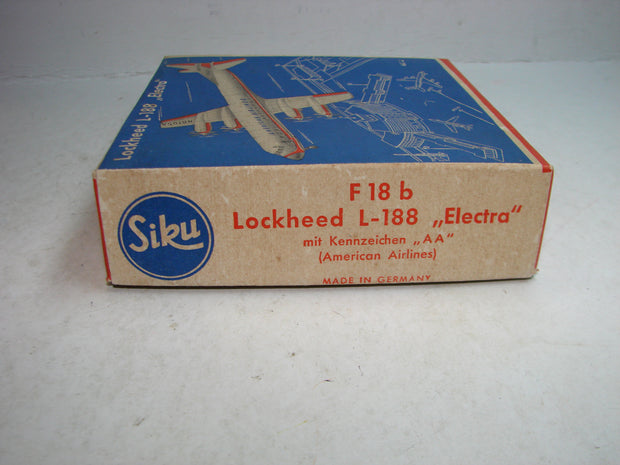 Lockheed L-188 „Electra"
Siku
F 18 b
Lockheed L-188 „Electra"
mit Kennzeichen „AA"
(American Airlines)
MADE IN GERMANY